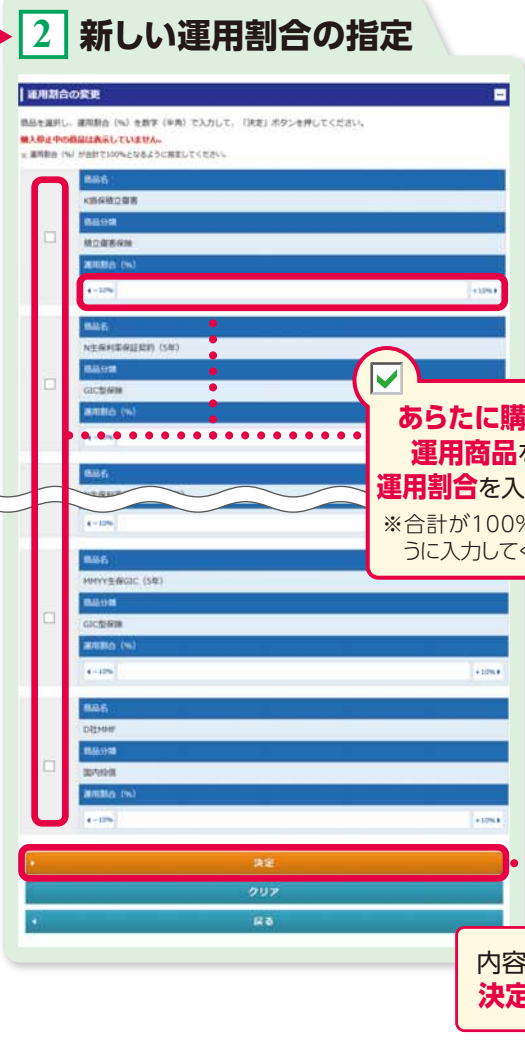 2 新しい運用割合の指定
運用割合の変更
商品を選択し、運用割合（%）を数字（半角）で入力して、「決定」ボタンを押してください。
購入停止中の商品は表示していません。
※ 運用割合（%）が合計で100%となるように指定してください。
商品名
K損保積立傷害
商品分類
積立傷害保険
運用割合（%）
－10%
＋10%
商品名
N生保利率保証契約（5年）
商品分類
GIC型保険
運用割合（%）
商品名
－10%
商品名
MMYY生保GIC（5年）
商品分類
GIC型保険
運用割合（%）
－10%
＋10%
商品名
D社MMF
商品分類
国内投信
運用割合（%）
－10%
＋10%
決定
クリア
戻る
あらたに購
運用商品
運用割合を入
※合計が100%
うに入力してく
内容
決定